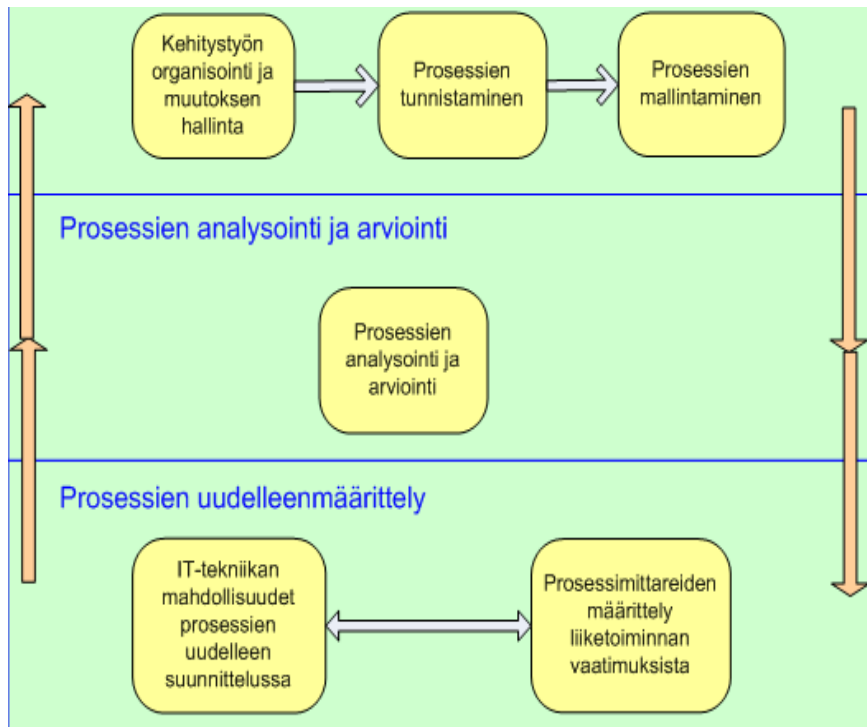 Kehitystyön
organisointi ja
muutoksen
hallinta
Prosessien
tunnistaminen
Prosessien
mallintaminen
Prosessien analysointi ja arviointi
Prosessien
analysointi ja
arviointi
Prosessien uudelleenmäärittely
IT-tekniikan
mahdollisuudet
prosessien
uudelleen
suunnittelussa
Prosessimittareiden
määrittely
liiketoiminnan
vaatimuksista